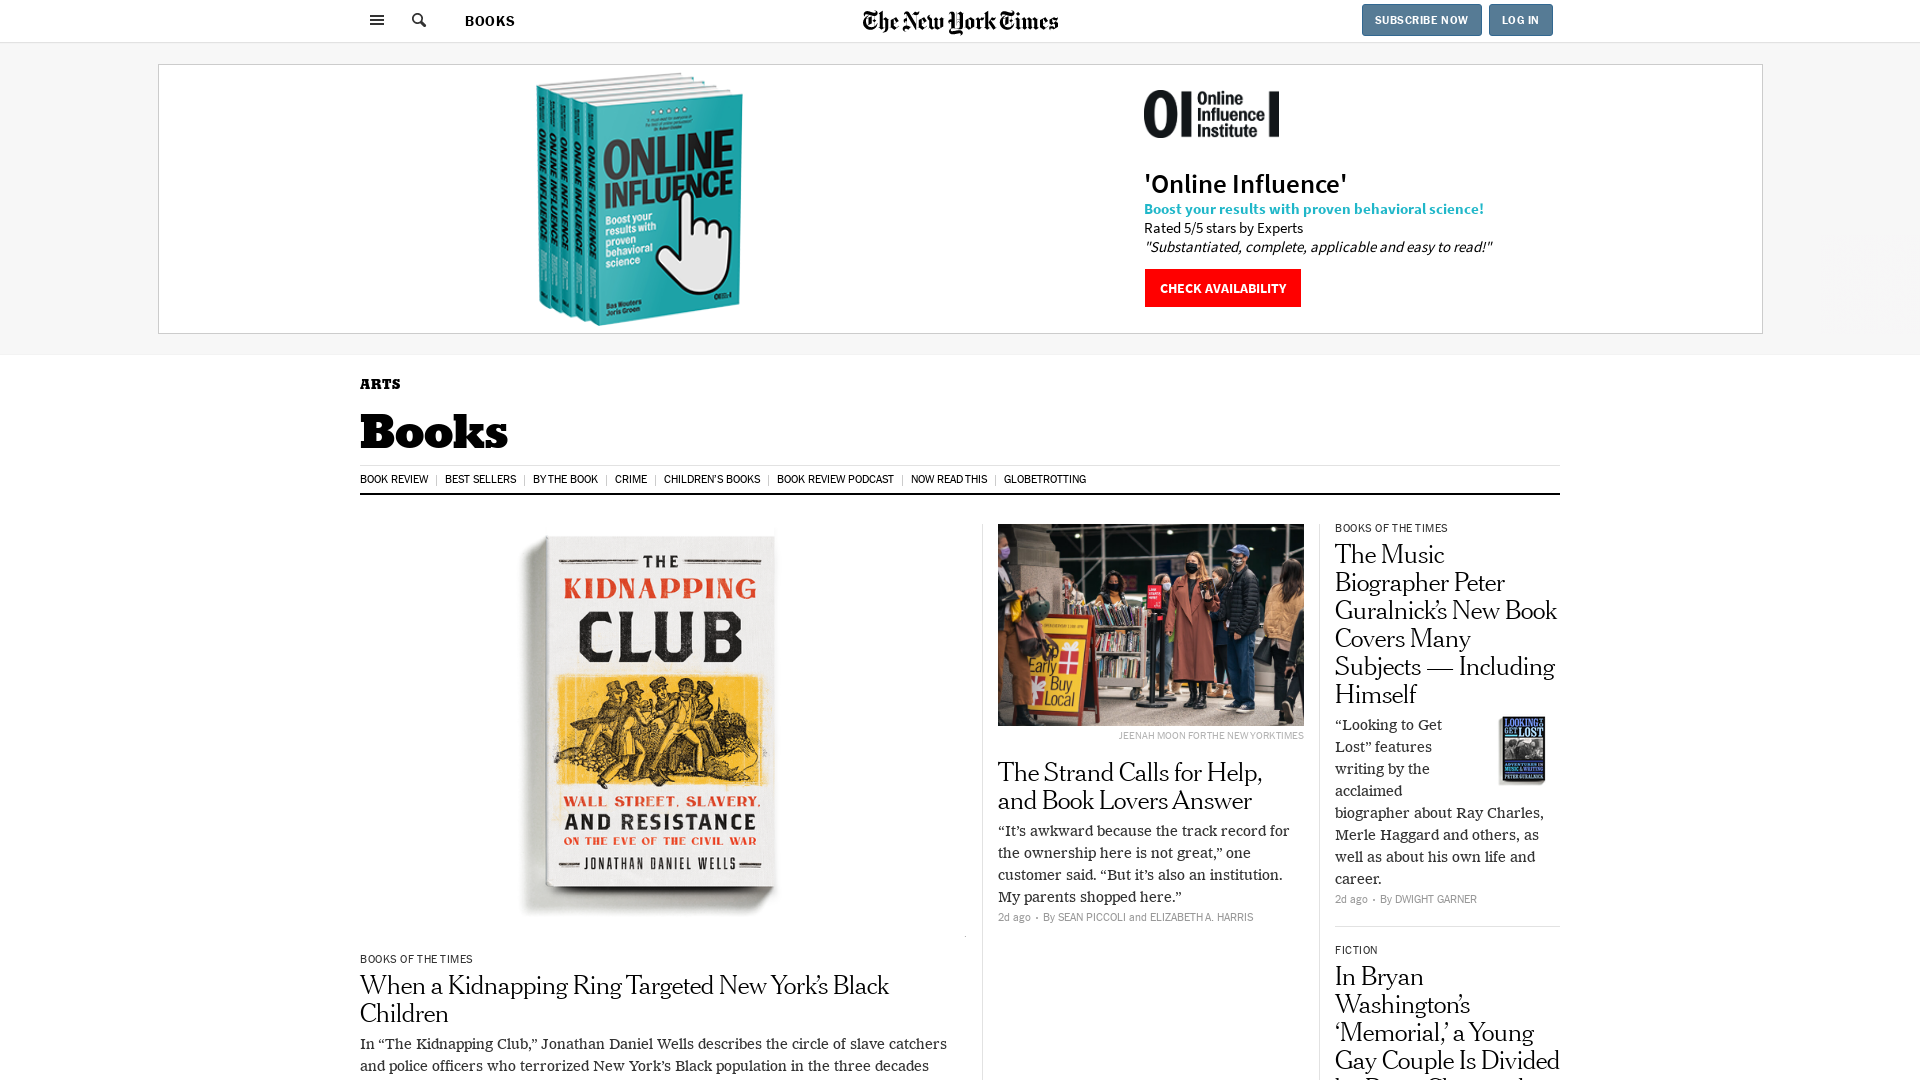 BOOKS
The New York Times
SUBSCRIBE NOW
LOG IN
ONLINE INFLUENCE
ONLINE INFLUENCE
ONLINE INFLUENCE
ONLINE INFLUENCE
ONLINE
INFLUENCE
Boost your
results with
proven
behavioral
science
Bas Wouters
Joris Groen
OI
Online
Influence
Institute
'Online Influence'
Boost your results with proven behavioral science!
Rated 5/5 stars by Experts
"Substantiated, complete, applicable and easy to read!"
CHECK AVAILABILITY
ARTS
Books
BOOK REVIEW
BEST SELLERS
BY THE BOOK
CRIME
CHILDREN'S BOOKS
BOOK REVIEW PODCAST
NOW READ THIS
GLOBETROTTING
THE
KIDNAPPING
CLUB
WALL STREET, SLAVERY,
AND RESISTANCE
ON THE EVE OF THE CIVIL WAR
JONATHAN DANIEL WELLS
BOOKS OF THE TIMES
When a Kidnapping Ring Targeted New York’s Black
Children
In “The Kidnapping Club,” Jonathan Daniel Wells describes the circle of slave catchers
and police officers who terrorized New York’s Black population in the three decades
Early
Buy
Local
JEENAH MOON FOR THE NEW YORK TIMES
The Strand Calls for Help,
and Book Lovers Answer
“It’s awkward because the track record for
the ownership here is not great,” one
customer said. “But it’s also an institution.
My parents shopped here.”
2d ago · By SEAN PICCOLI and ELIZABETH A. HARRIS
BOOKS OF THE TIMES
The Music
Biographer Peter
Guralnick’s New Book
Covers Many
Subjects — Including
Himself
“Looking to Get
Lost” features
writing by the
acclaimed
biographer about Ray Charles,
Merle Haggard and others, as
well as about his own life and
career.
LOOKING TO
GET LOST
ADVENTURES IN
MUSIC & WRITING
PETER GURALNICK
2d ago · By DWIGHT GARNER
FICTION
In Bryan
Washington’s
‘Memorial,’ a Young
Gay Couple Is Divided